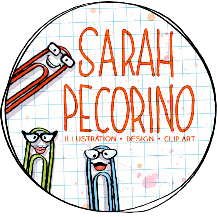 SARAH
PECORINO
ILLUSTRATION • DESIGN • CLIP ART